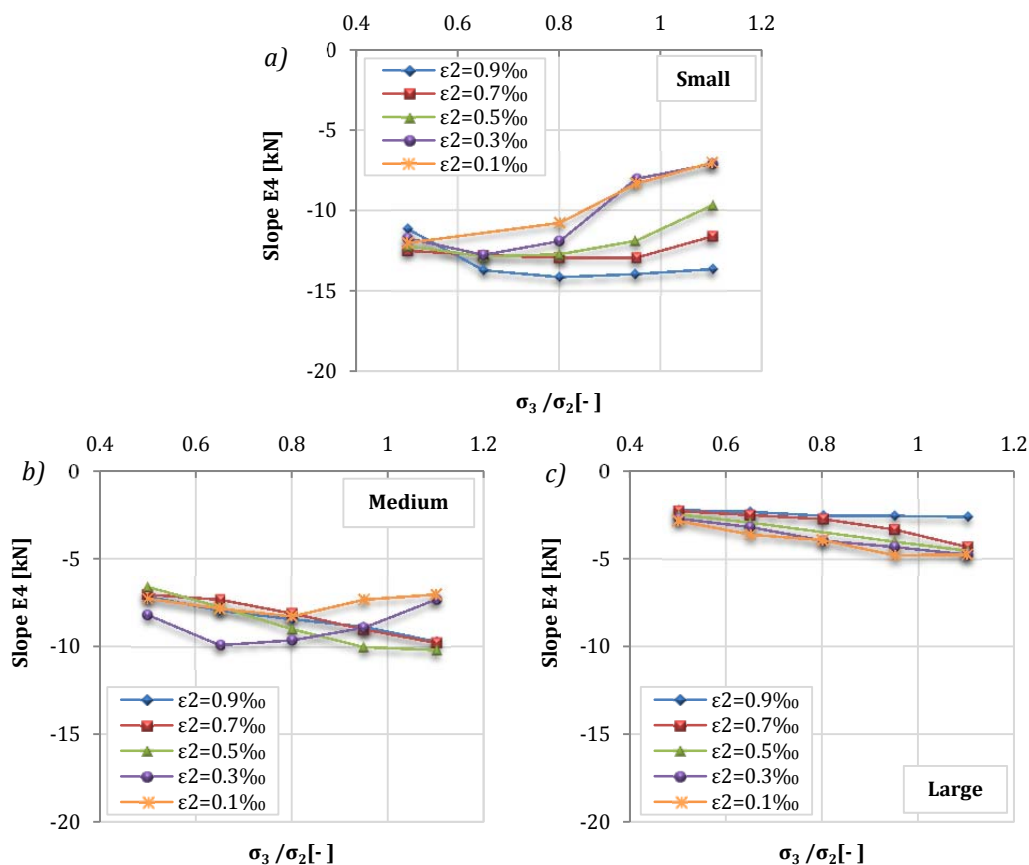 0.4 0.6 0.8 1 1.2
a)
0
-5
-10
-15
-20
Slope E4 [kN]
ε2=0.9‰
ε2=0.7‰
ε2=0.5‰
ε2=0.3‰
ε2=0.1‰
Small
σ₃ /σ₂[- ]
0.4 0.6 0.8 1 1.2
b)
0
-5
-10
-15
-20
Slope E4 [kN]
Medium
ε2=0.9‰
ε2=0.7‰
ε2=0.5‰
ε2=0.3‰
ε2=0.1‰
σ₃ /σ₂[- ]
0.4 0.6 0.8 1 1.2
c)
0
-5
-10
-15
-20
Slope E4 [kN]
ε2=0.9‰
ε2=0.7‰
ε2=0.5‰
ε2=0.3‰
ε2=0.1‰
Large
σ₃ /σ₂[- ]